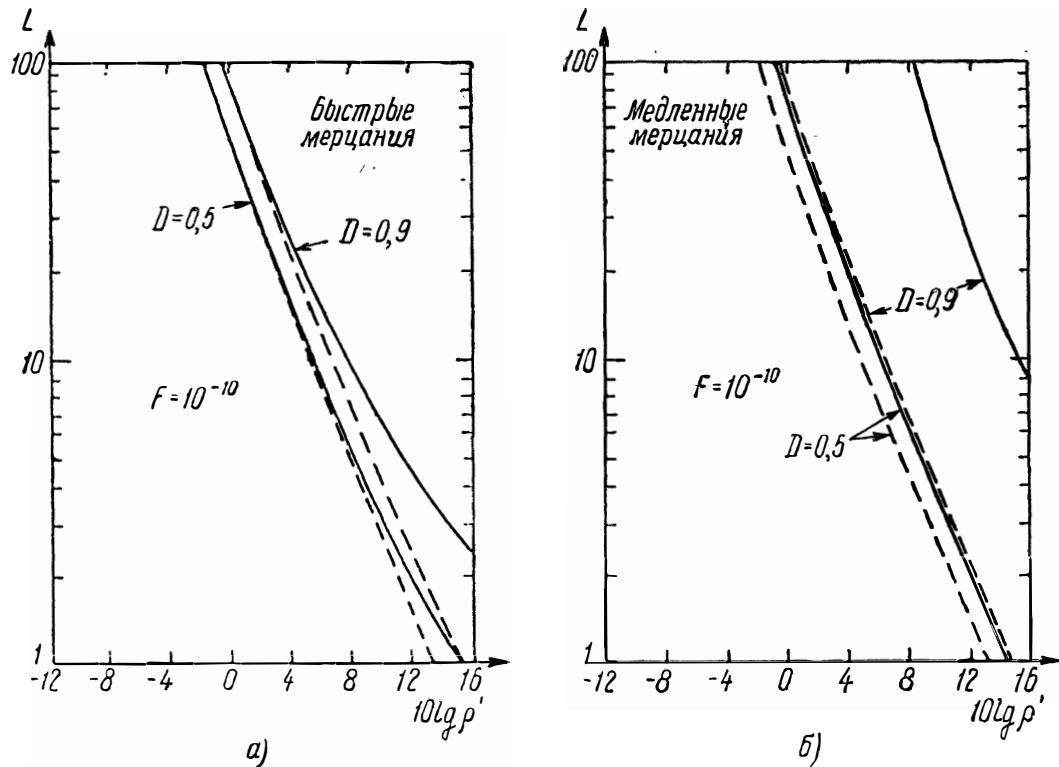 L
100
Быстрые
мерцания
D=0,5
D=0,9
10
F=10⁻¹⁰
1
-12 -8 -4 0 4 8 12 16
10lg ρ'
а)
L
100
Медленные
мерцания
D=0,9
10
F=10⁻¹⁰
D=0,5
1
-12 -8 -4 0 4 8 12 16
10lg ρ'
б)